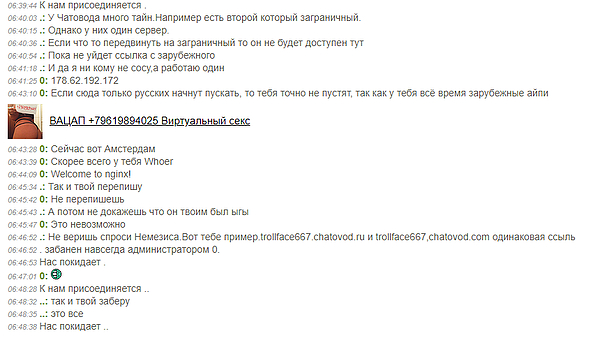 06:39:44 К нам присоединяется .
06:40:03 .: У Чатовода много тайн.Например есть второй который заграничный.
06:40:15 .: Однако у них один сервер.
06:40:36 .: Если что то передвинуть на заграничный то он не будет доступен тут
06:40:54 .: Пока не уйдет ссылка с зарубежного
06:41:18 .: И да я ни кому не сосу,а работаю один
06:41:25 0: 178.62.192.172
06:43:10 0: Если сюда только русских начнут пускать, то тебя точно не пустят, так как у тебя всё время зарубежные айпи
ВАЦАП +79619894025 Виртуальный секс
06:43:28 0: Сейчас вот Амстердам
06:43:39 0: Скорее всего у тебя Whoer
06:44:09 0: Welcome to nginx!
06:45:34 .: Так и твой перепишу
06:45:42 0: Не перепишешь
06:45:43 .: А потом не докажешь что он твоим был ыгы
06:45:47 0: Это невозможно
06:46:52 .: Не веришь спроси Немезиса.Вот тебе пример.trollface667.chatovod.ru и trollface667,chatovod.com одинаковая ссыль
06:46:52 . забанен навсегда администратором 0.
06:46:53 Нас покидает .
06:47:01 0:
06:48:28 К нам присоединяется ..
06:48:32 ..: так и твой заберу
06:48:35 ..: это все
06:48:38 Нас покидает ..